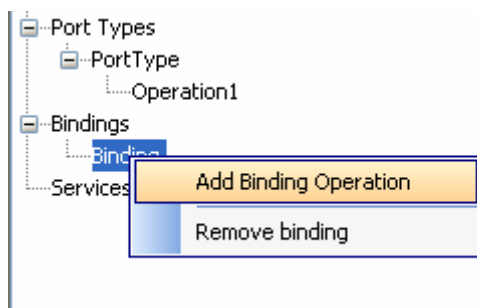 Port Types
PortType
Operation1
Bindings
Binding
Services
Add Binding Operation
Remove binding